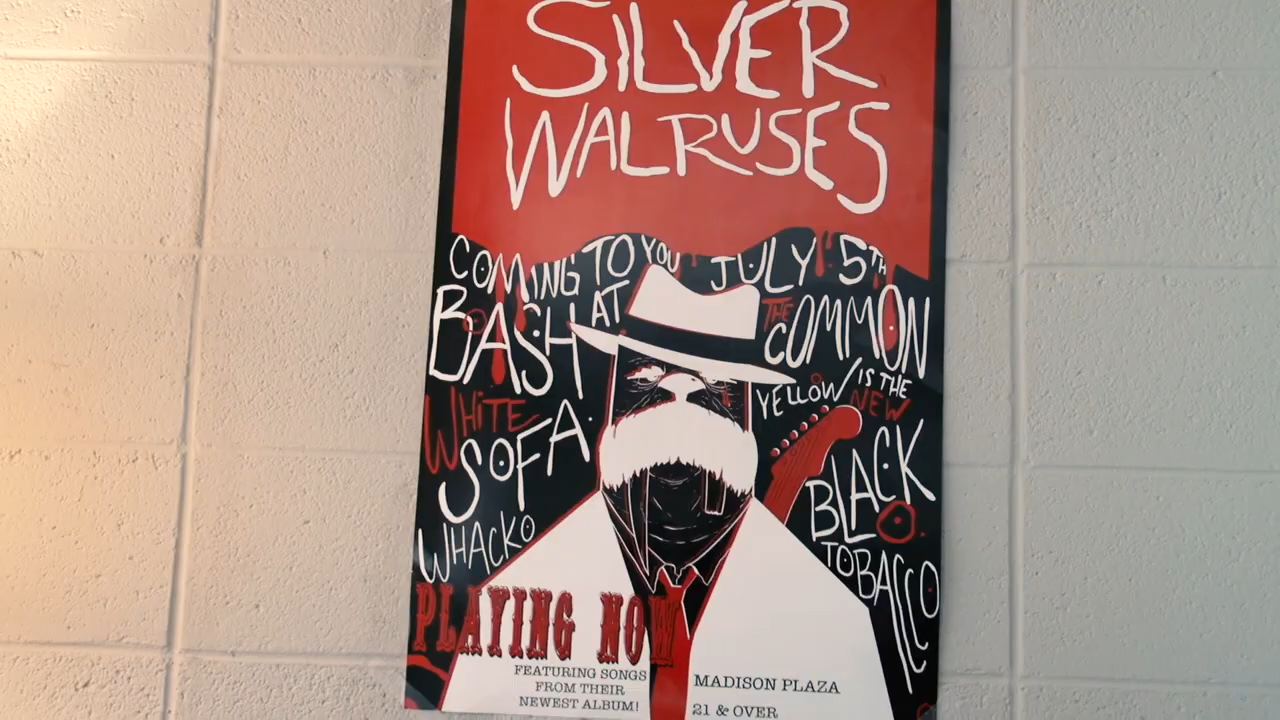 SILVER
WALRUSES
COMING TO YOU JULY 5TH
BASH AT THE COMMON
WHITE SOFA
WHACKO
YELLOW IS THE NEW
BLACK
TOBACCO
PLAYING NOW
FEATURING SONGS
FROM THEIR
NEWEST ALBUM!
MADISON PLAZA
21 & OVER